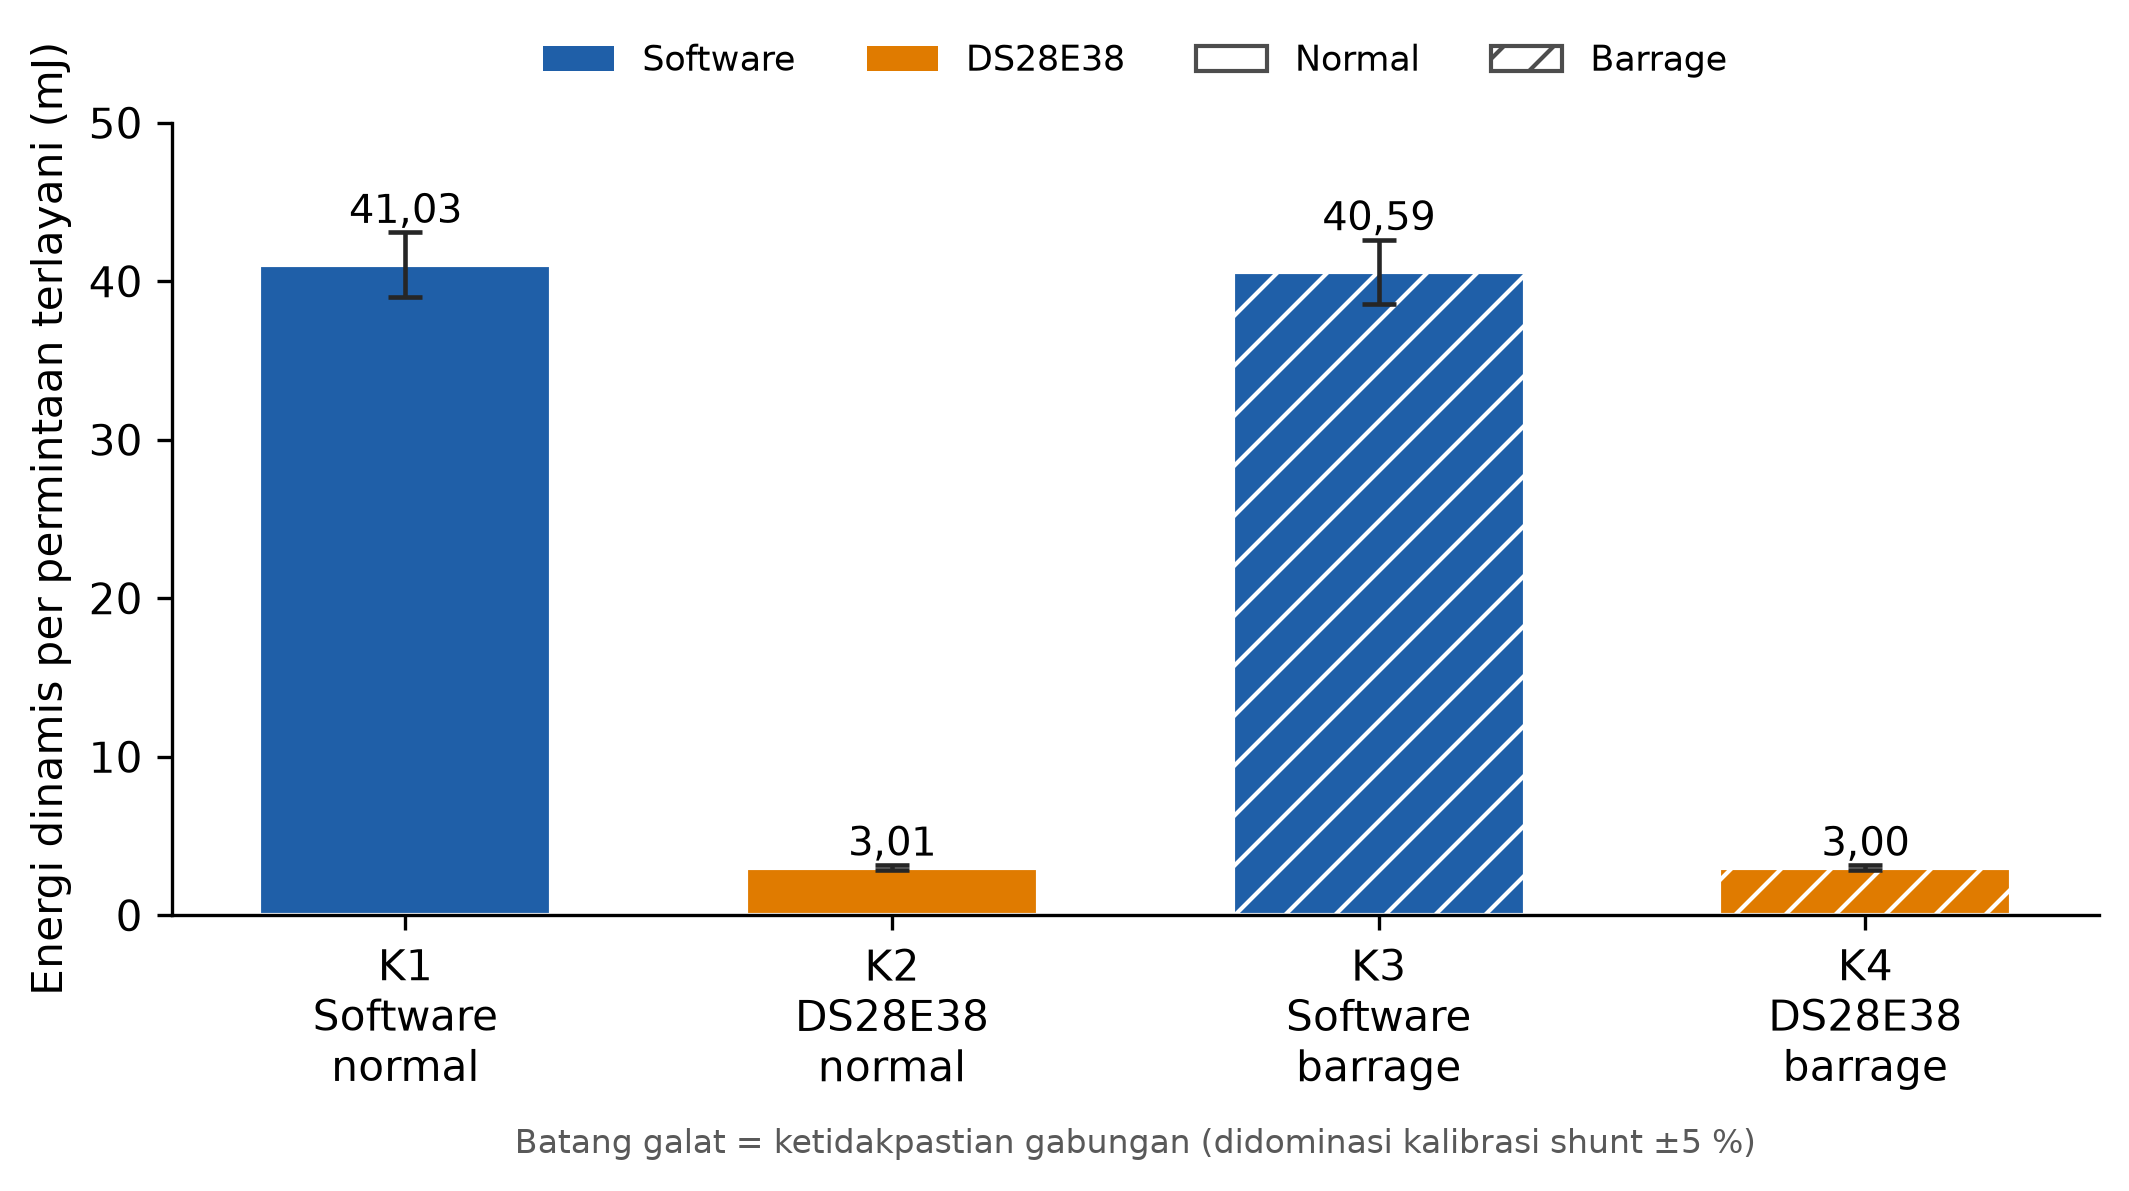 Software DS28E38 Normal Barrage
Energi dinamis per permintaan terlayani (mJ)
50
40
30
20
10
0
41,03
3,01
40,59
3,00
K1
Software
normal
K2
DS28E38
normal
K3
Software
barrage
K4
DS28E38
barrage
Batang galat = ketidakpastian gabungan (didominasi kalibrasi shunt ±5 %)